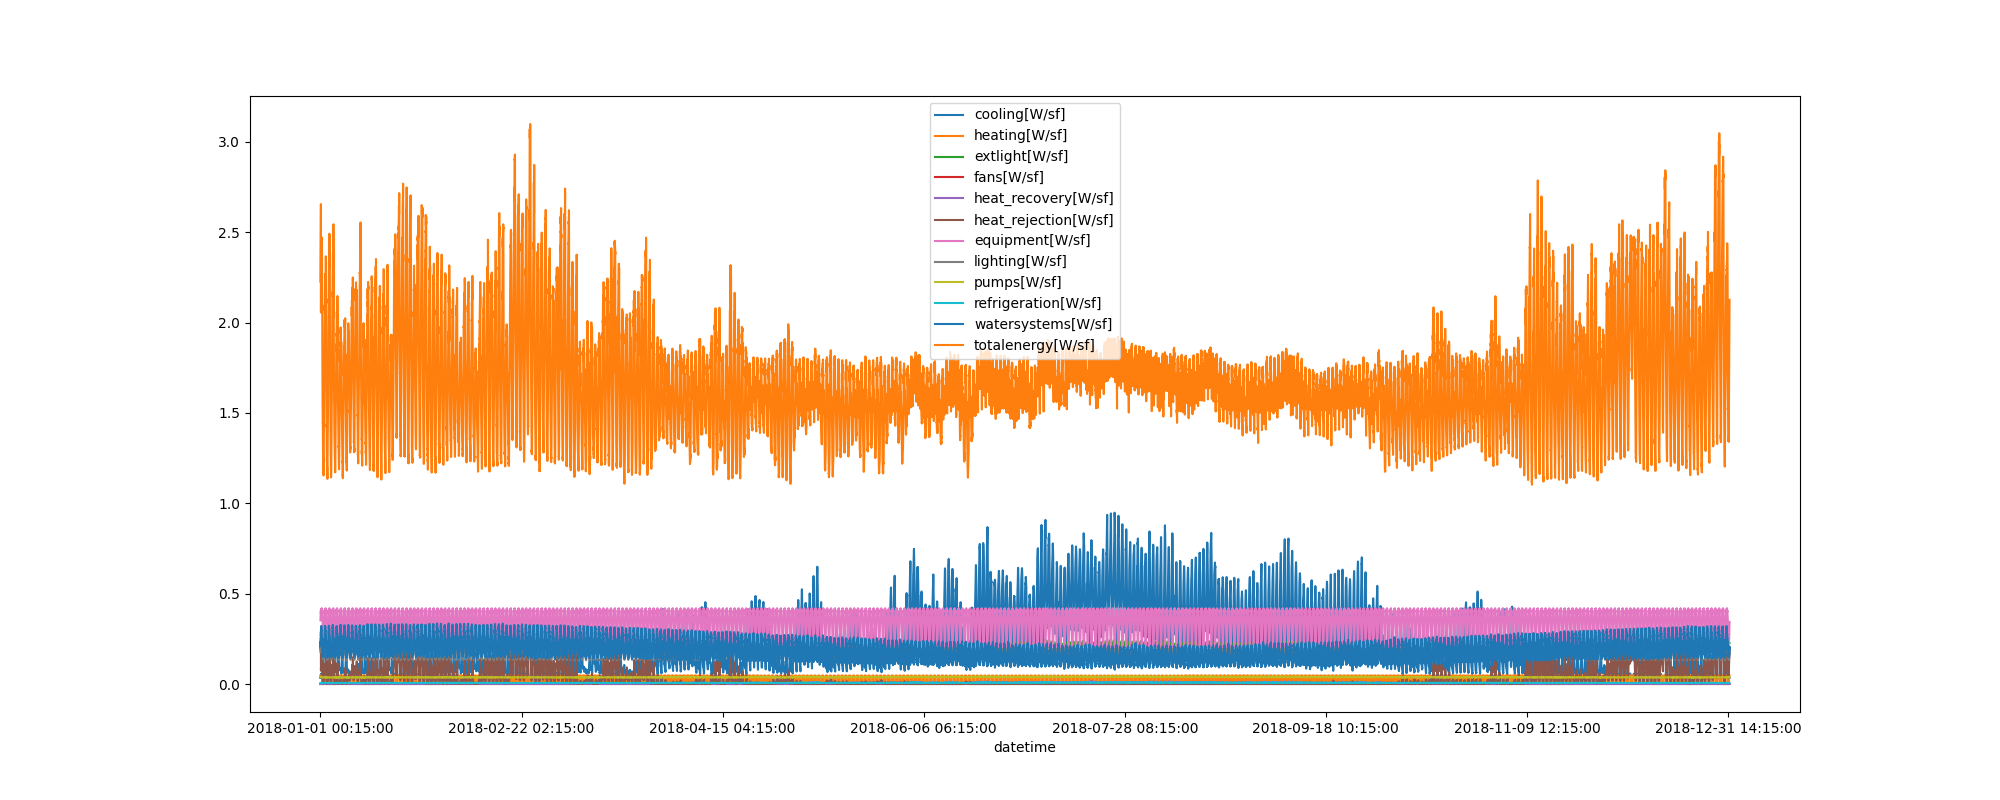 3.0
2.5
2.0
1.5
1.0
0.5
0.0
cooling[W/sf]
heating[W/sf]
extlight[W/sf]
fans[W/sf]
heat_recovery[W/sf]
heat_rejection[W/sf]
equipment[W/sf]
lighting[W/sf]
pumps[W/sf]
refrigeration[W/sf]
watersystems[W/sf]
totalenergy[W/sf]
2018-01-01 00:15:00 2018-02-22 02:15:00 2018-04-15 04:15:00 2018-06-06 06:15:00 2018-07-28 08:15:00 2018-09-18 10:15:00 2018-11-09 12:15:00 2018-12-31 14:15:00
datetime